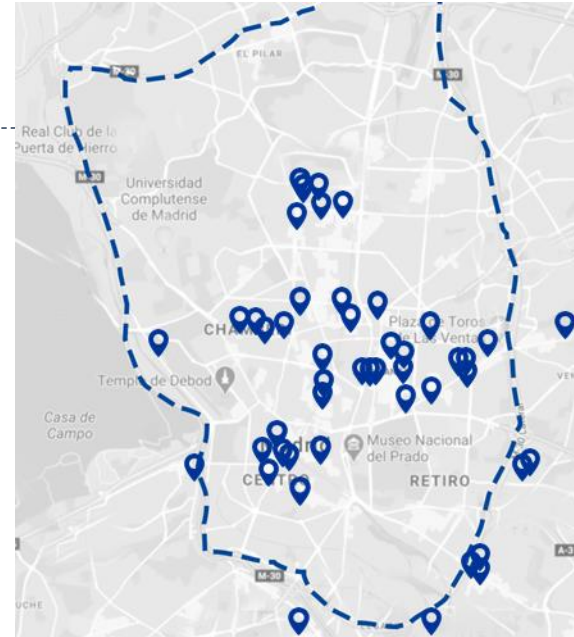 EL PILAR
M-30
M-30
Real Club de la
Puerta de Hierro
M-30
Universidad
Complutense
de Madrid
Plaza de Toros
de Las Ventas
Templo de Debod
Casa de
Campo
Museo Nacional
del Prado
CENTRO
RETIRO
M-30